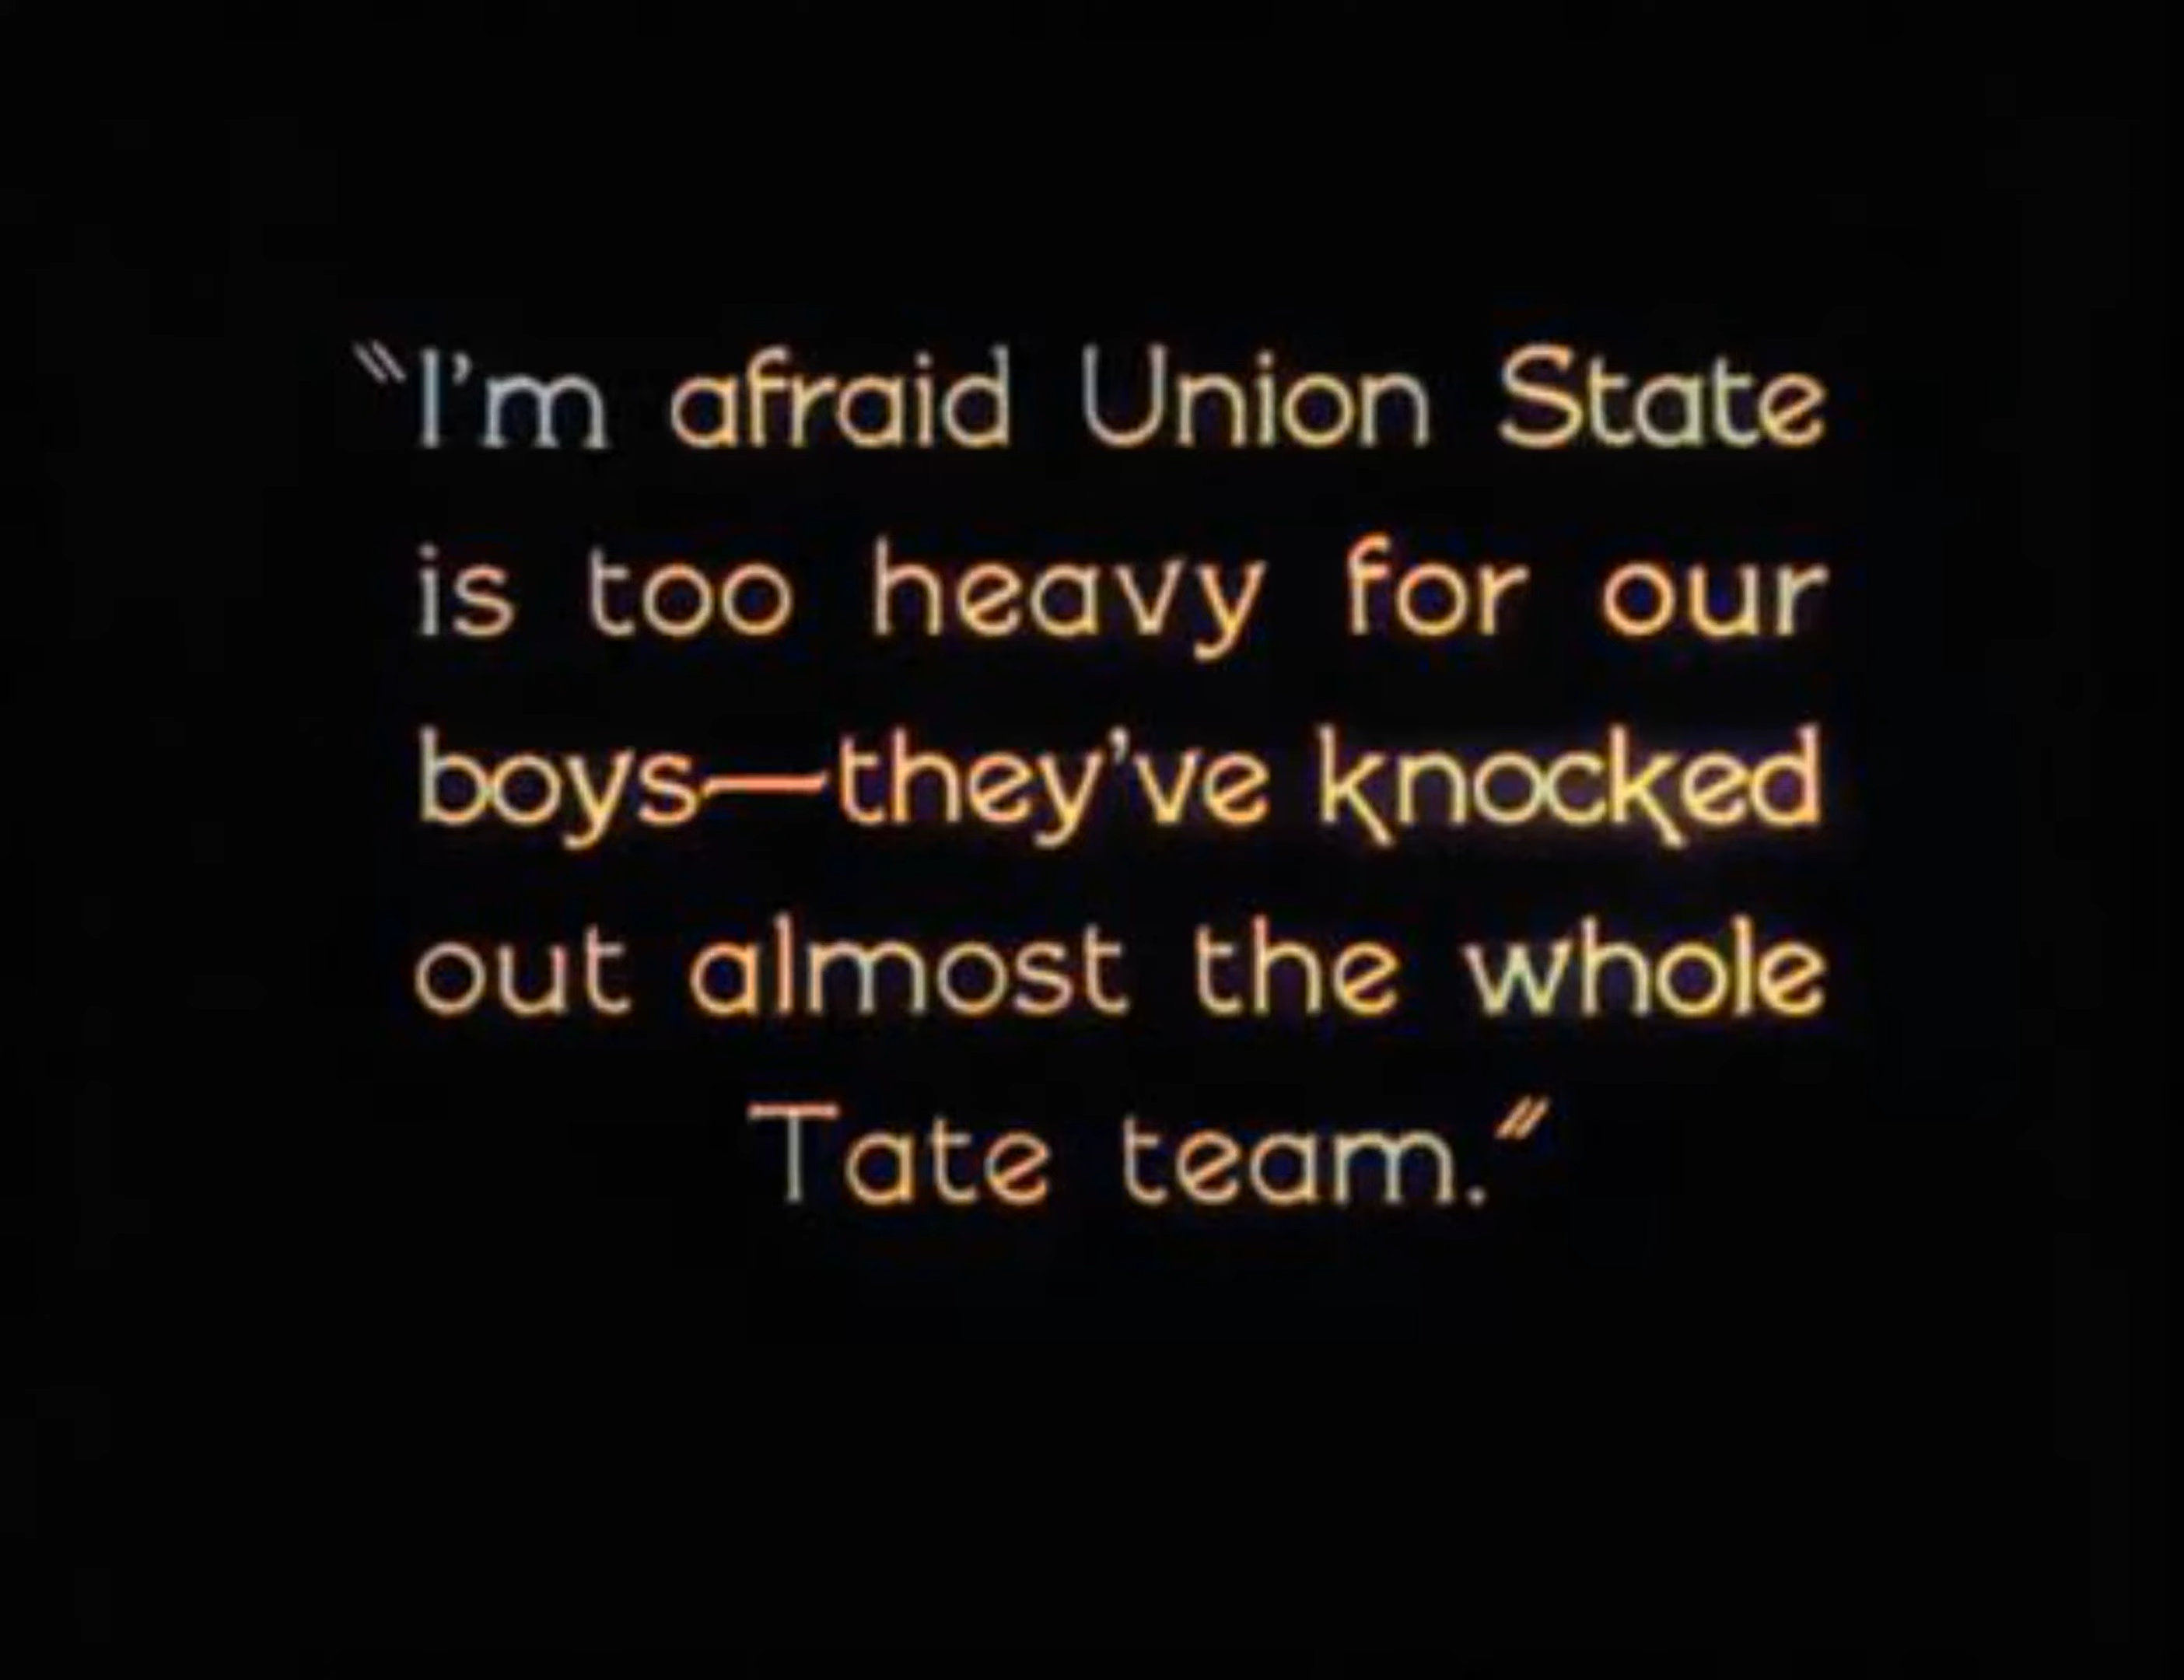 “I’m afraid Union State
is too heavy for our
boys—they’ve knocked
out almost the whole
Tate team.”